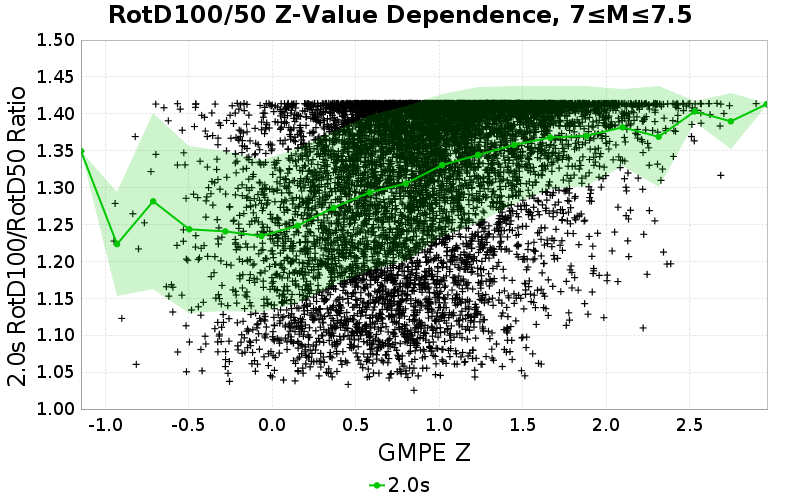 RotD100/50 Z-Value Dependence, 7≤M≤7.5
2.0s RotD100/RotD50 Ratio
1.50
1.45
1.40
1.35
1.30
1.25
1.20
1.15
1.10
1.05
1.00
-1.0 -0.5 0.0 0.5 1.0 1.5 2.0 2.5
GMPE Z
2.0s